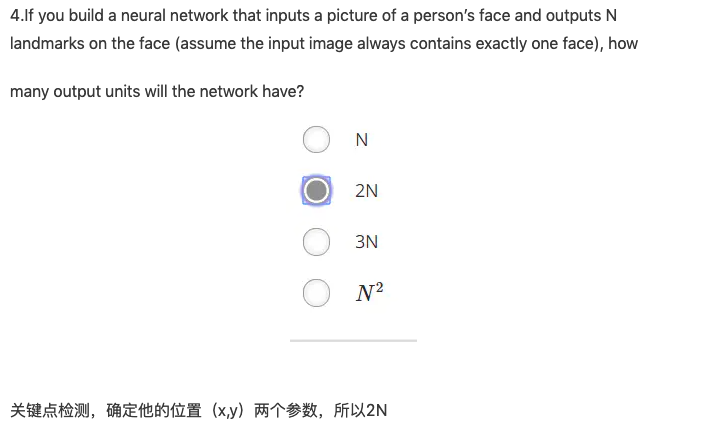 4.If you build a neural network that inputs a picture of a person’s face and outputs N
landmarks on the face (assume the input image always contains exactly one face), how
many output units will the network have?
N
2N
3N
N²
关键点检测，确定他的位置（x,y）两个参数，所以2N